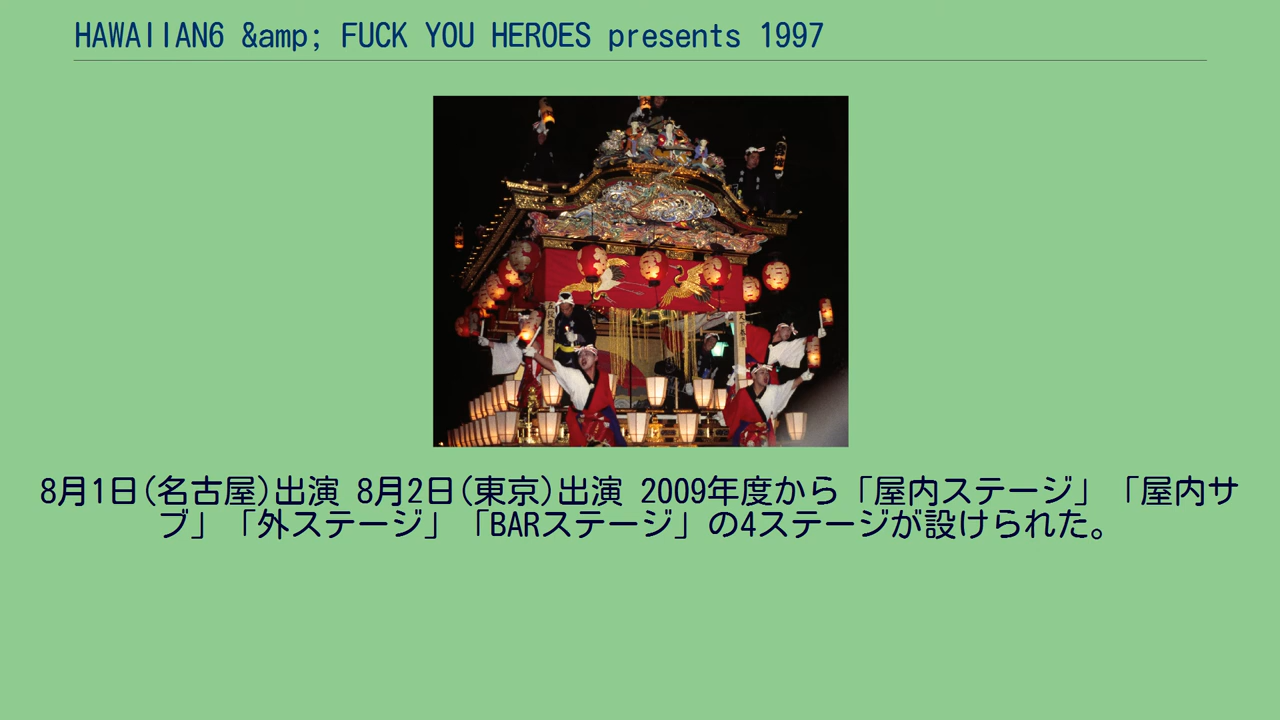 HAWAIIAN6 &amp; FUCK YOU HEROES presents 1997
8月1日(名古屋)出演 8月2日(東京)出演 2009年度から「屋内ステージ」「屋内サ
ブ」「外ステージ」「BARステージ」の4ステージが設けられた。